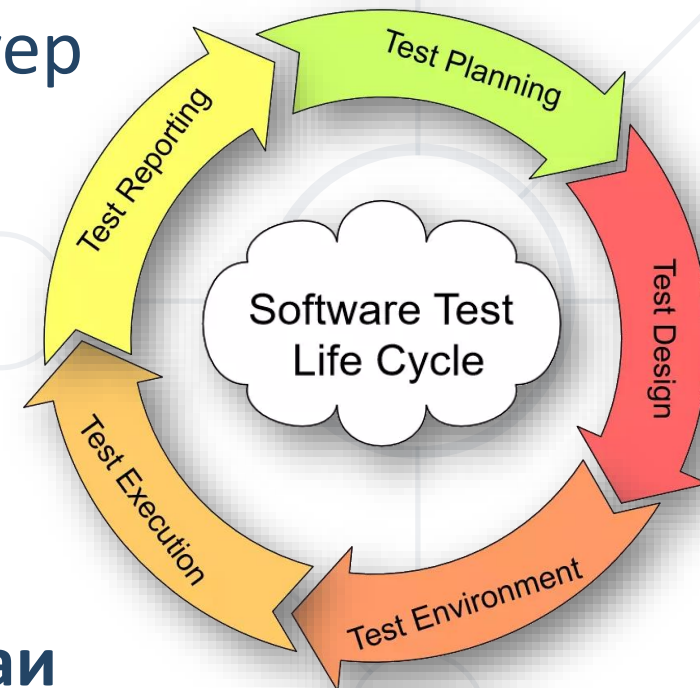 Test Planning
Test Reporting
Software Test
Life Cycle
Test Design
Test Execution
Test Environment